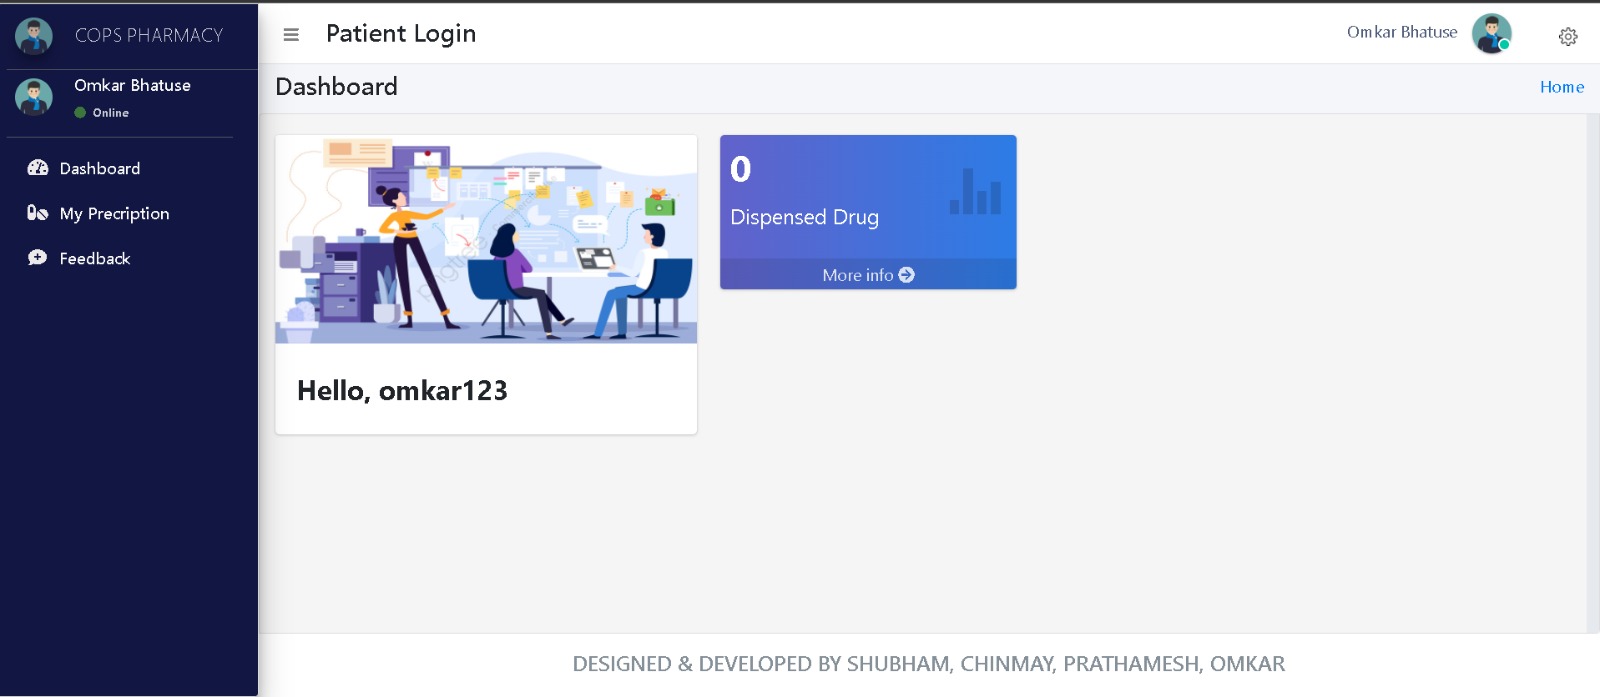 COPS PHARMACY
Omkar Bhatuse
Online
Dashboard
My Precription
Feedback
Patient Login
Omkar Bhatuse
Dashboard
Home
Hello, omkar123
0
Dispensed Drug
More info
DESIGNED & DEVELOPED BY SHUBHAM, CHINMAY, PRATHAMESH, OMKAR